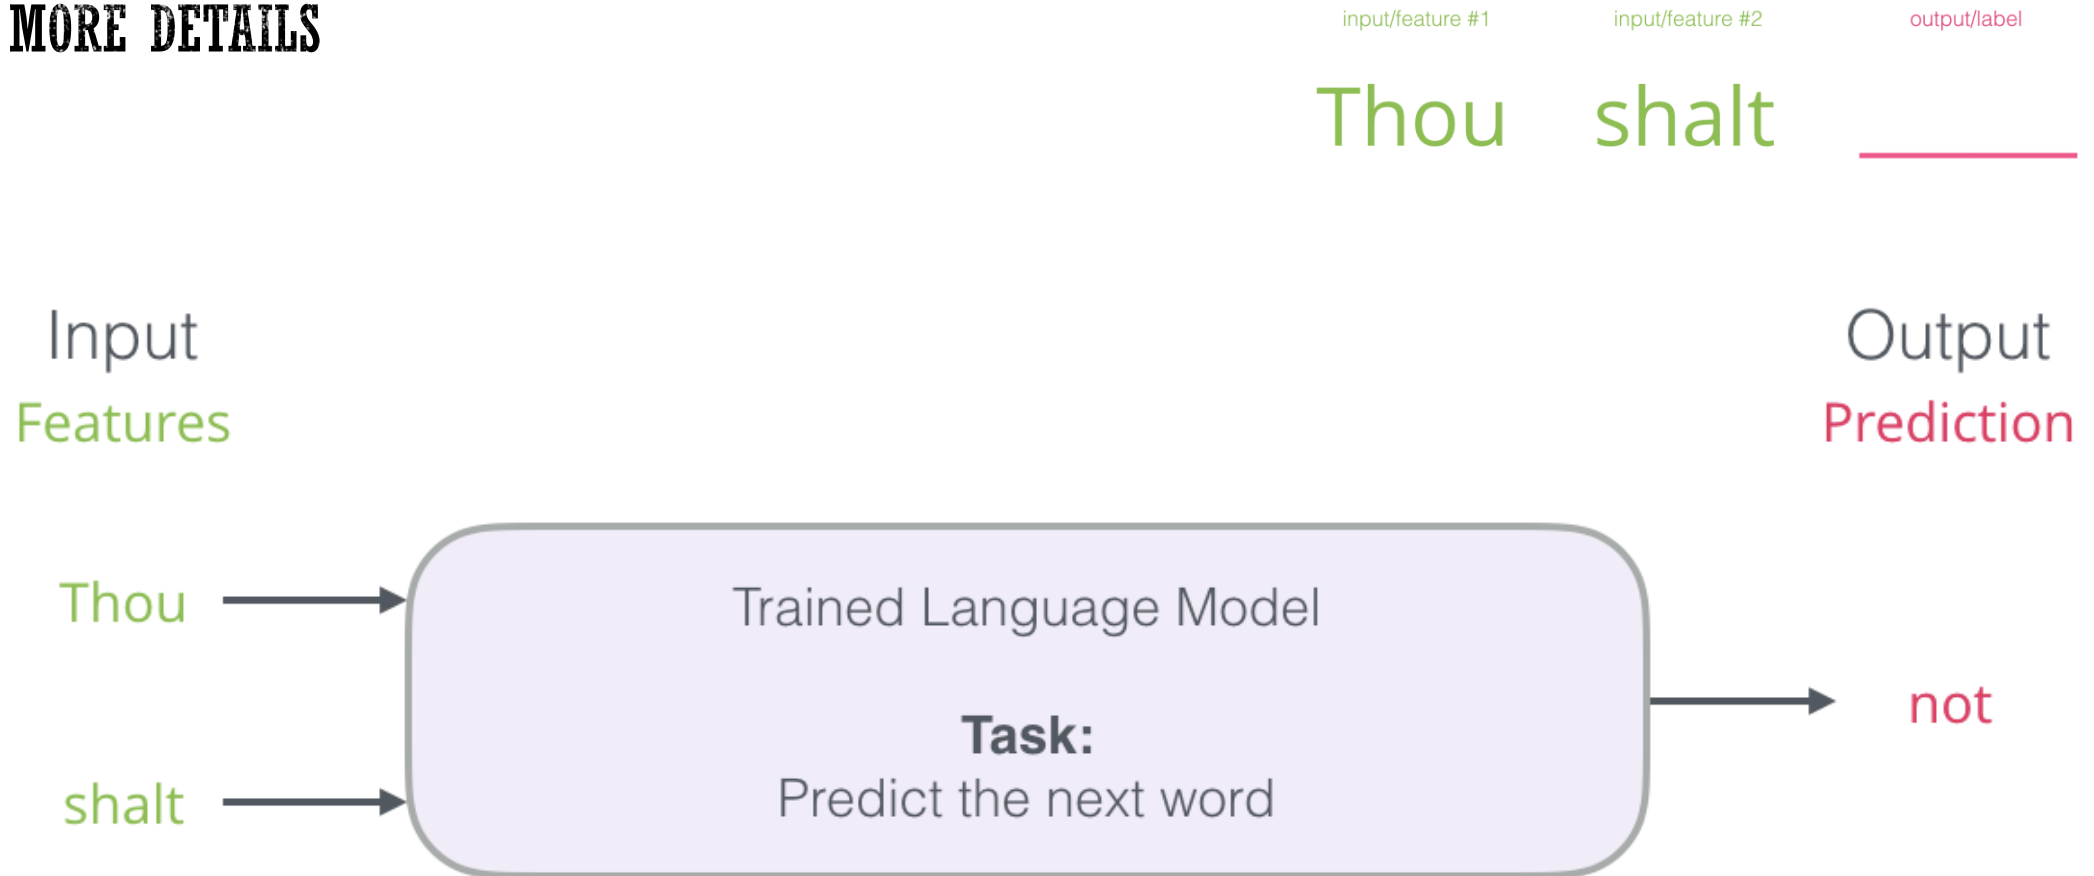 MORE DETAILS
input/feature #1 input/feature #2 output/label
Thou shalt
Input Output
Features Prediction
Thou
Trained Language Model
not
Task:
shalt
Predict the next word